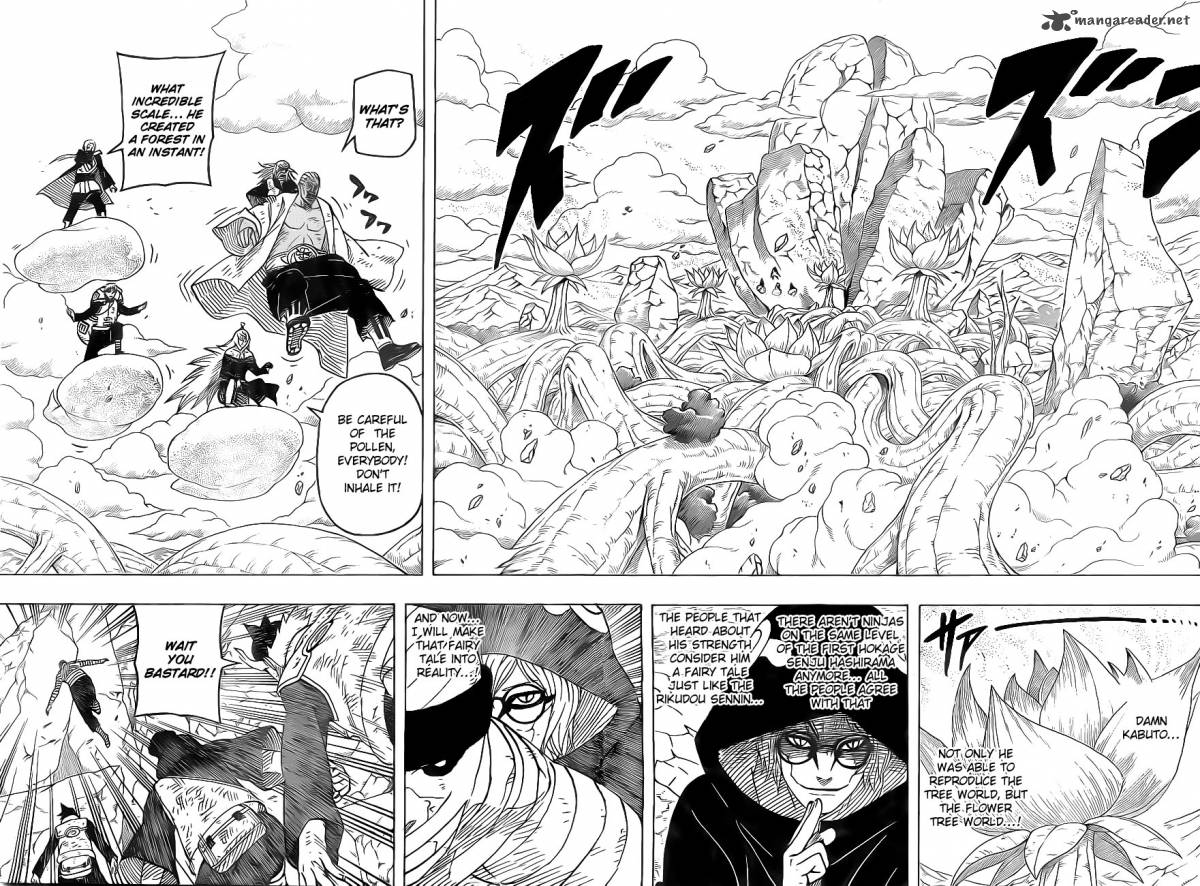 mangareader.net
WHAT'S
THAT?
WHAT
INCREDIBLE
SCALE... HE
CREATED
A FOREST IN
AN INSTANT!
BE CAREFUL
OF THE
POLLEN,
EVERYBODY!
DON'T
INHALE IT!
DAMN
KABUTO...
NOT ONLY HE
WAS ABLE TO
REPRODUCE THE
TREE WORLD, BUT
THE FLOWER
TREE WORLD...!
THERE AREN'T NINJAS
ON THE SAME LEVEL
OF THE FIRST HOKAGE
SENJU HASHIRAMA
ANYMORE... ALL
THE PEOPLE AGREE
WITH THAT
THE PEOPLE THAT
HEARD ABOUT
HIS STRENGTH
CONSIDER HIM
A FAIRY TALE
JUST LIKE THE
RIKUDOU SENNIN...
AND NOW...
I WILL MAKE
THAT FAIRY
TALE INTO
REALITY...!
WAIT
YOU
BASTARD!!